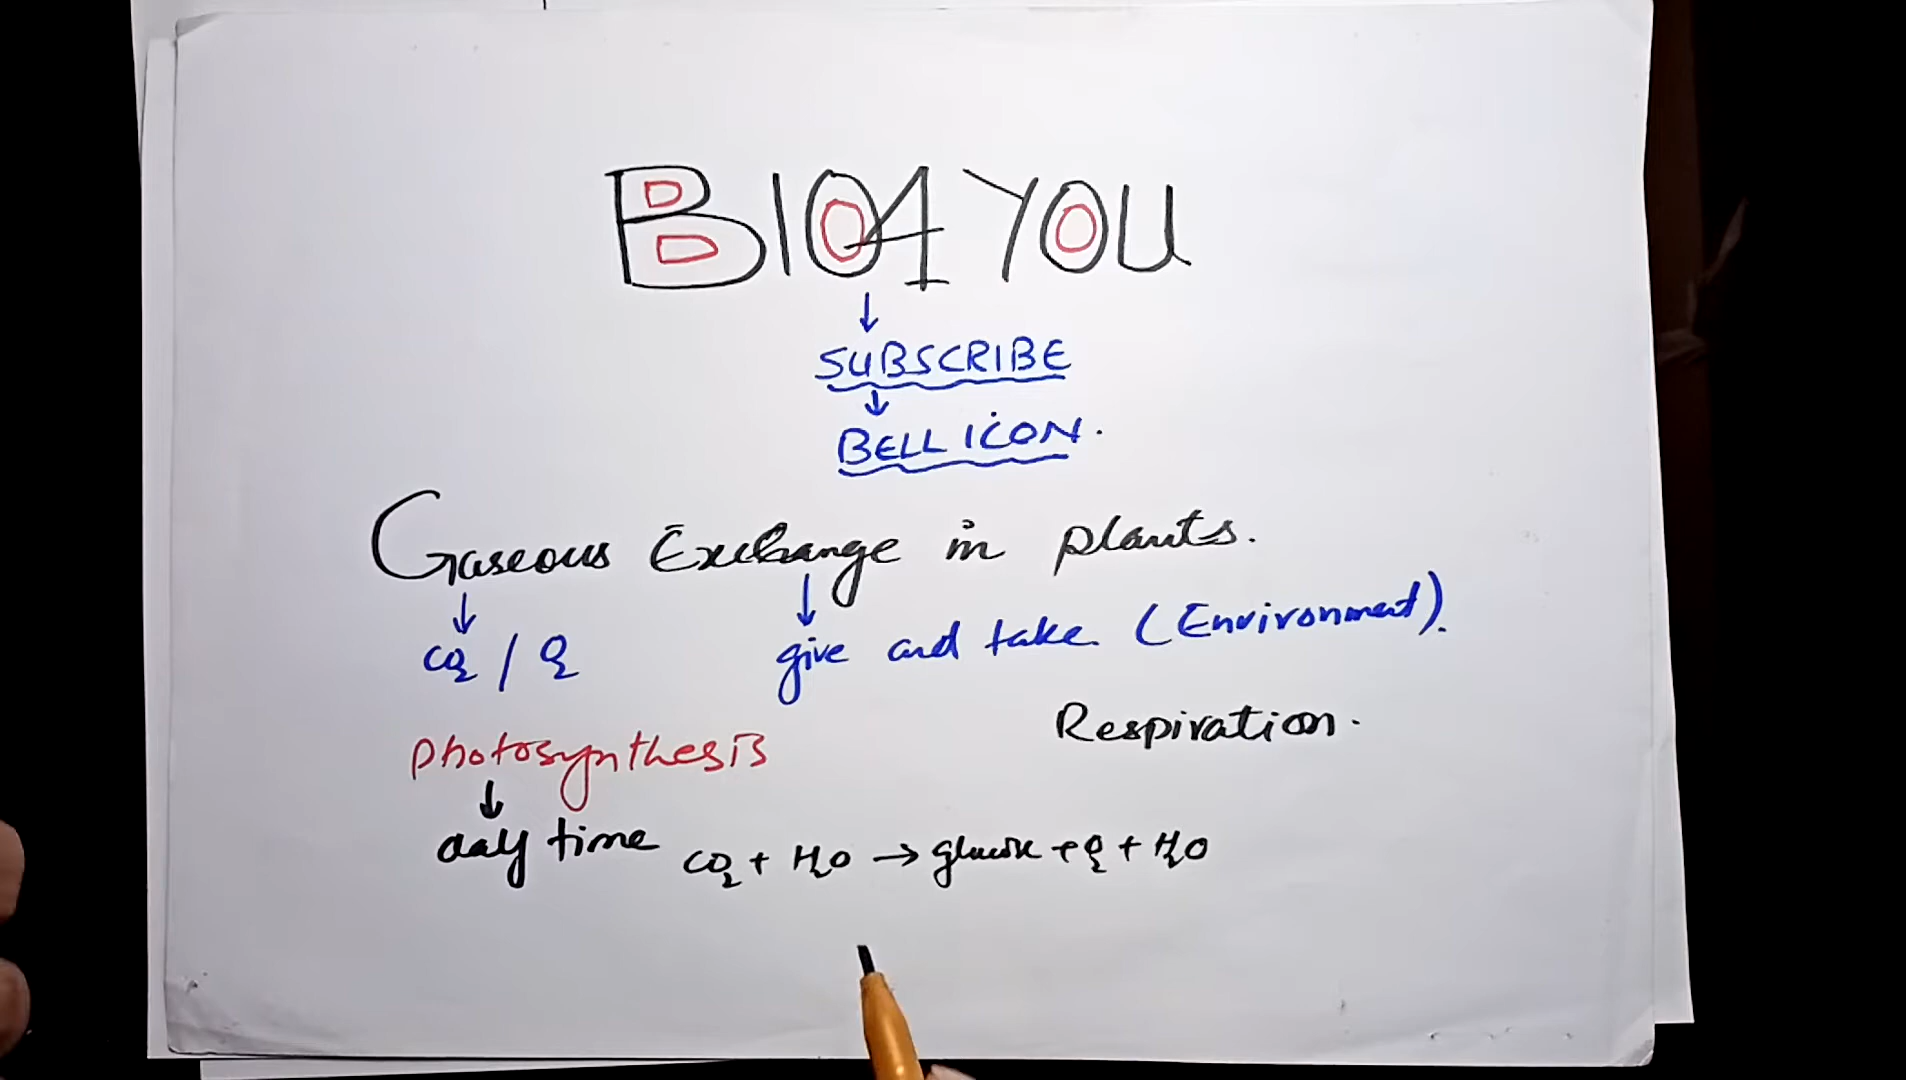 BIO4YOU
↓
SUBSCRIBE
↓
BELL ICON.
Gaseous Exchange in plants.
↓ ↓
CO2 / O2 give and take (Environment).
Photosynthesis Respiration.
↓
day time CO2 + H2O → glucose + O2 + H2O